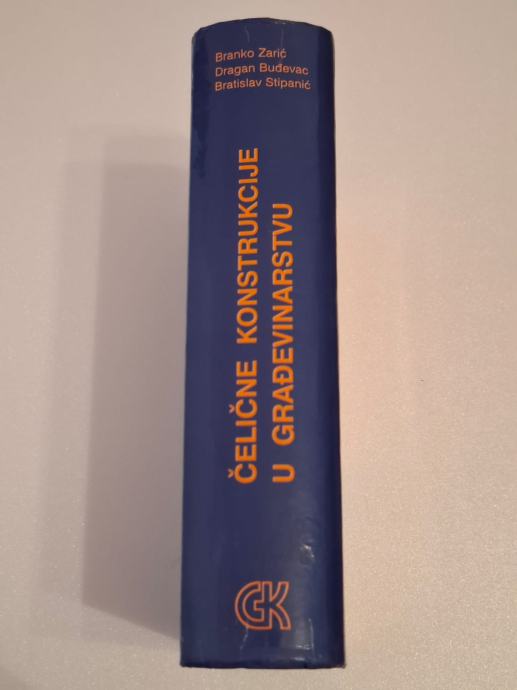 Branko Zarić
Dragan Buđevac
Bratislav Stipanić
ČELIČNE KONSTRUKCIJE
U GRAĐEVINARSTVU
GK